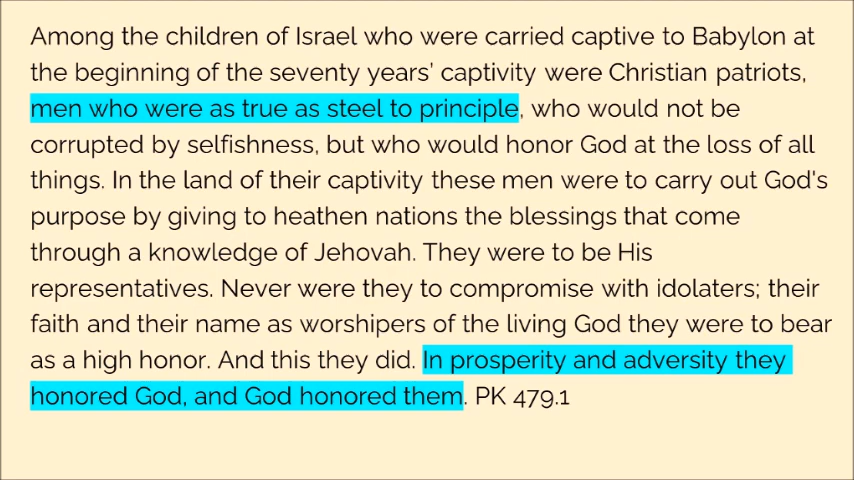 Among the children of Israel who were carried captive to Babylon at
the beginning of the seventy years’ captivity were Christian patriots,
men who were as true as steel to principle, who would not be
corrupted by selfishness, but who would honor God at the loss of all
things. In the land of their captivity these men were to carry out God's
purpose by giving to heathen nations the blessings that come
through a knowledge of Jehovah. They were to be His
representatives. Never were they to compromise with idolaters; their
faith and their name as worshipers of the living God they were to bear
as a high honor. And this they did. In prosperity and adversity they
honored God, and God honored them. PK 479.1